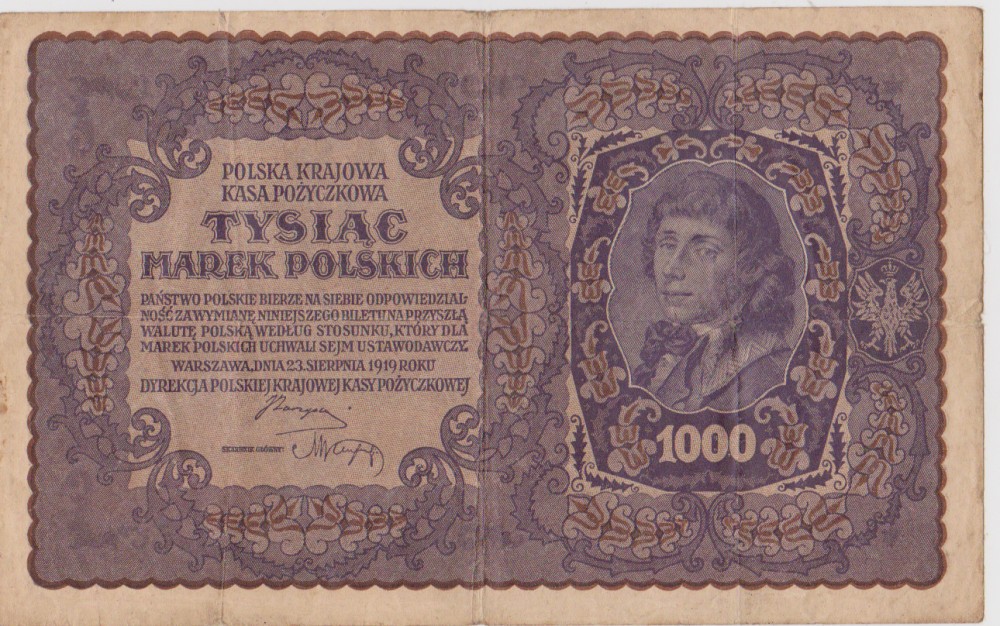 POLSKA KRAJOWA
KASA POŻYCZKOWA
TYSIĄC
MAREK POLSKICH
PAŃSTWO POLSKIE BIERZE NA SIEBIE ODPOWIEDZIAL
NOŚĆ ZA WYMIANĘ NINIEJSZEGO BILETU NA PRZYSZŁĄ
WALUTĘ POLSKĄ WEDŁUG STOSUNKU, KTÓRY DLA
MAREK POLSKICH UCHWALI SEJM USTAWODAWCZY.
WARSZAWA, DNIA 23. SIERPNIA 1919 ROKU
DYREKCJA POLSKIEJ KRAJOWEJ KASY POŻYCZKOWEJ
SKARBNIK GŁÓWNY:
1000